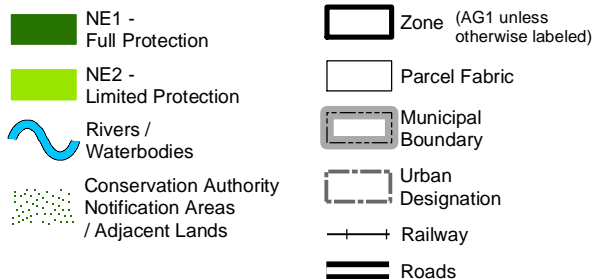 NE1 -
Full Protection
NE2 -
Limited Protection
Rivers /
Waterbodies
Conservation Authority
Notification Areas
/ Adjacent Lands
Zone (AG1 unless
otherwise labeled)
Parcel Fabric
Municipal
Boundary
Urban
Designation
Railway
Roads